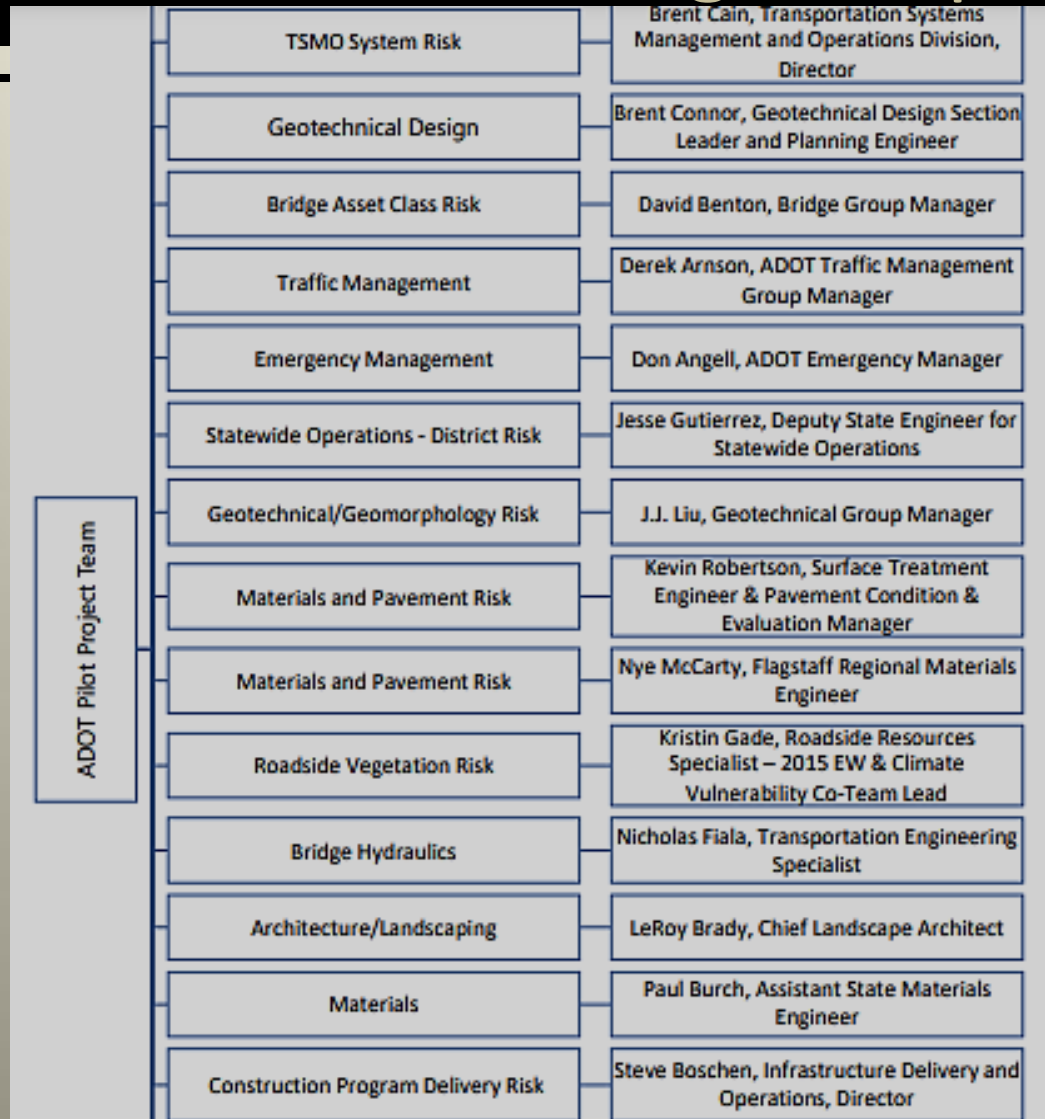 TSMO System Risk
Brent Cain, Transportation Systems
Management and Operations Division,
Director
Geotechnical Design
Brent Connor, Geotechnical Design Section
Leader and Planning Engineer
Bridge Asset Class Risk
David Benton, Bridge Group Manager
Traffic Management
Derek Arnson, ADOT Traffic Management
Group Manager
Emergency Management
Don Angell, ADOT Emergency Manager
Statewide Operations - District Risk
Jesse Gutierrez, Deputy State Engineer for
Statewide Operations
Geotechnical/Geomorphology Risk
J.J. Liu, Geotechnical Group Manager
ADOT Pilot Project Team
Materials and Pavement Risk
Kevin Robertson, Surface Treatment
Engineer & Pavement Condition &
Evaluation Manager
Materials and Pavement Risk
Nye McCarty, Flagstaff Regional Materials
Engineer
Roadside Vegetation Risk
Kristin Gade, Roadside Resources
Specialist – 2015 EW & Climate
Vulnerability Co-Team Lead
Bridge Hydraulics
Nicholas Fiala, Transportation Engineering
Specialist
Architecture/Landscaping
LeRoy Brady, Chief Landscape Architect
Materials
Paul Burch, Assistant State Materials
Engineer
Construction Program Delivery Risk
Steve Boschen, Infrastructure Delivery and
Operations, Director